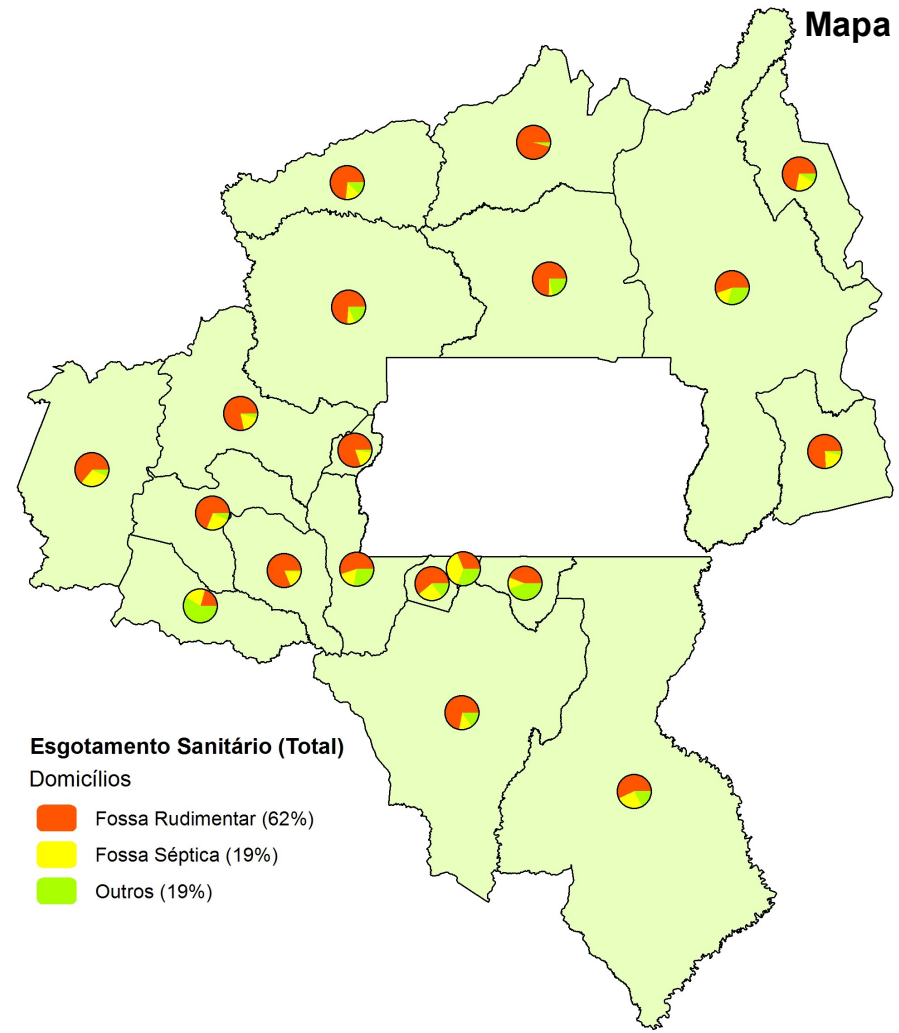 Mapa
Esgotamento Sanitário (Total)
Domicílios
Fossa Rudimentar (62%)
Fossa Séptica (19%)
Outros (19%)